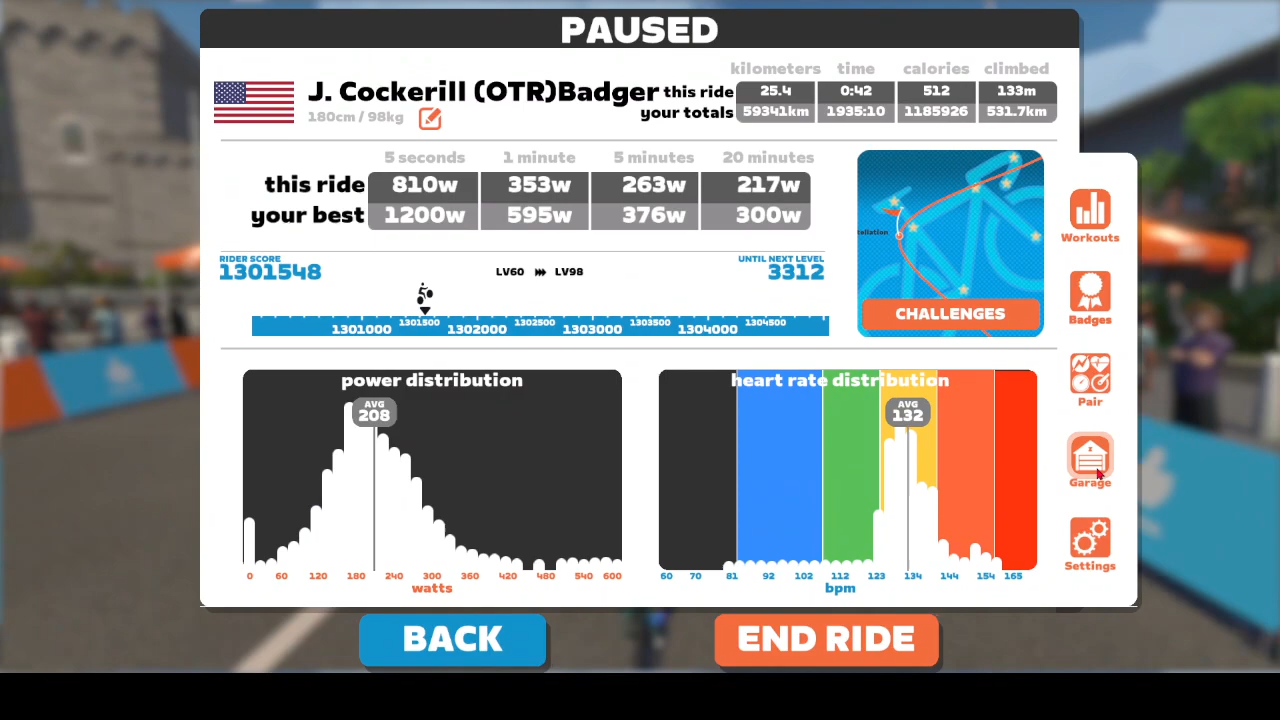 PAUSED
kilometers time calories climbed
J. Cockerill (OTR)Badger this ride 25.4 0:42 512 133m
180cm / 98kg your totals 59341km 1935:10 1185926 531.7km
5 seconds 1 minute 5 minutes 20 minutes
this ride 810w 353w 263w 217w
your best 1200w 595w 376w 300w
tellation
CHALLENGES
RIDER SCORE
1301548
LV60 LV98
UNTIL NEXT LEVEL
3312
1301000 1301500 1302000 1302500 1303000 1303500 1304000 1304500
power distribution
AVG
208
0 60 120 180 240 300 360 420 480 540 600
watts
heart rate distribution
AVG
132
60 70 81 92 102 112 123 134 144 154 165
bpm
Workouts
Badges
Pair
Garage
Settings
BACK
END RIDE